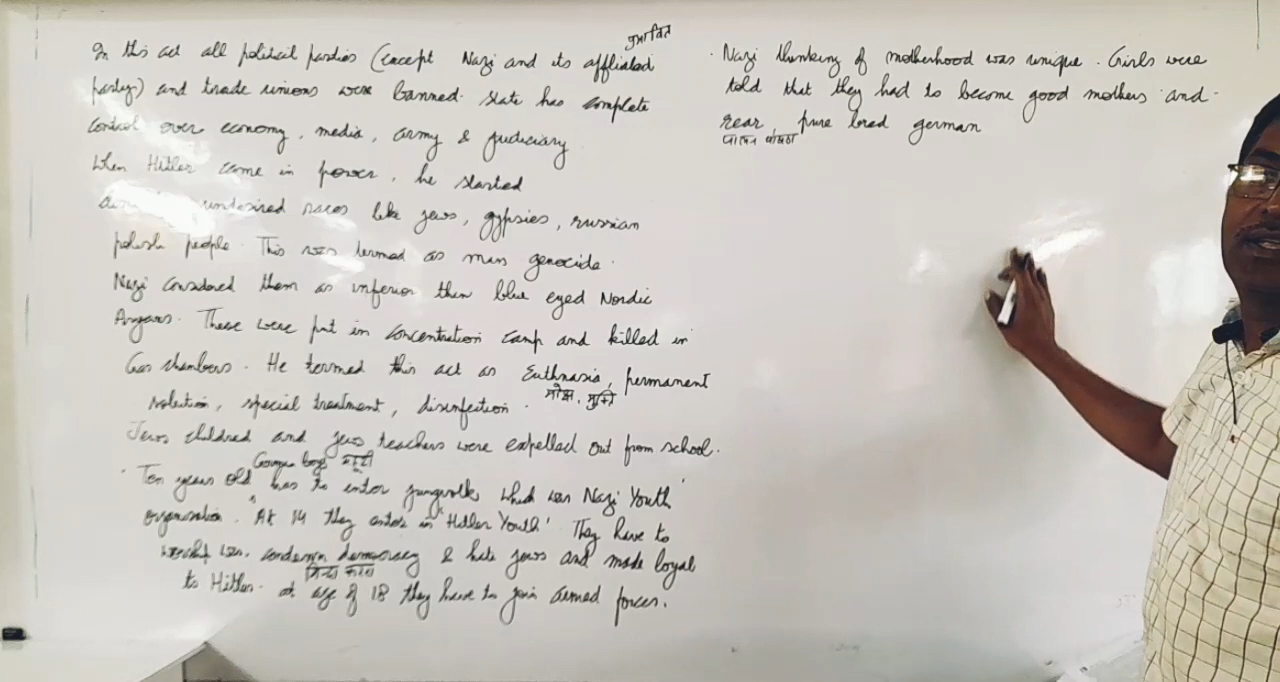 प्रभावित
In this act all political parties (except Nazi and its affliated
party) and trade unions were banned. State has complete
control over economy, media, army & judiciary
When Hitler came in power, he started
undesired races like jews, gypsies, russian
polish people. This was termed as mass genocide.
Nazi considered them as inferior then blue eyed Nordic
Aryans. These were put in concentration camp and killed in
Gas chambers. He termed this act as Euthnasia, permanent
solution, special treatment, disinfection.
Jews childred and jews teachers were expelled out from school.
German boys
Ten years old has to enter jungvolk which was Nazi Youth
organisation. At 14 they enter in 'Hitler Youth' They have to
worship war, condemn democracy & hate jews and made loyal
to Hitler. at age of 18 they have to join armed forces.
. Nazi thinking of motherhood was unique. Girls were
told that they had to become good mothers and
rear pure bred german